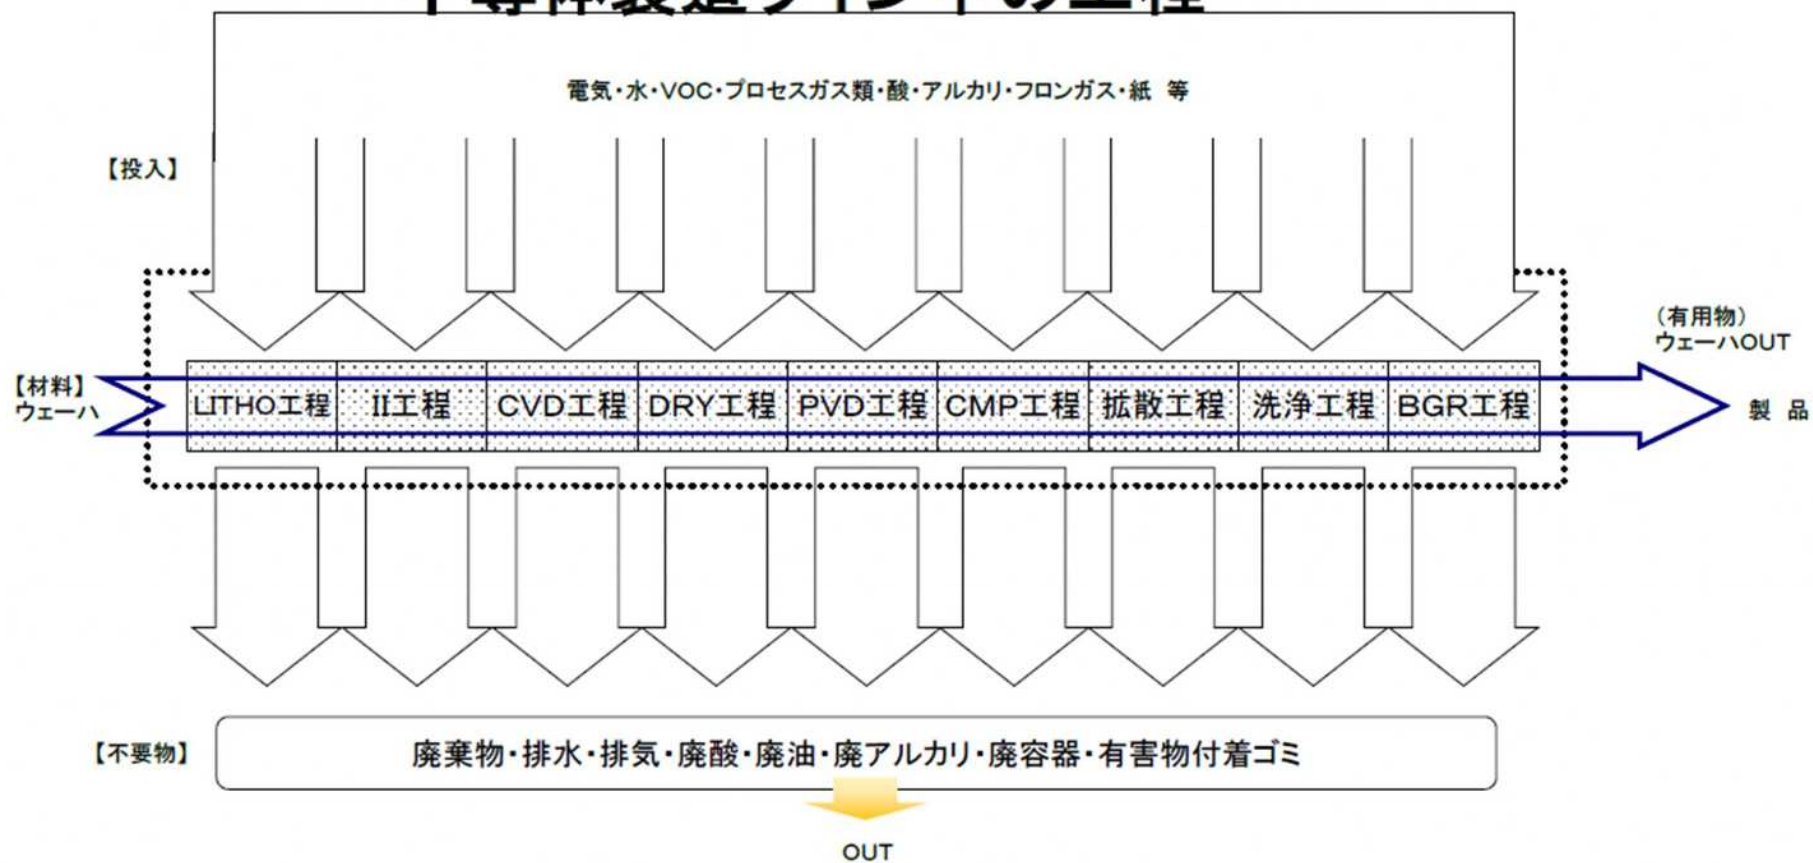 電気・水・VOC・プロセスガス類・酸・アルカリ・フロンガス・紙 等
【投入】
(有用物)
ウェーハOUT
【材料】
ウェーハ
LITHO工程 II工程 CVD工程 DRY工程 PVD工程 CMP工程 拡散工程 洗浄工程 BGR工程
製 品
【不要物】
廃棄物・排水・排気・廃酸・廃油・廃アルカリ・廃容器・有害物付着ゴミ
OUT